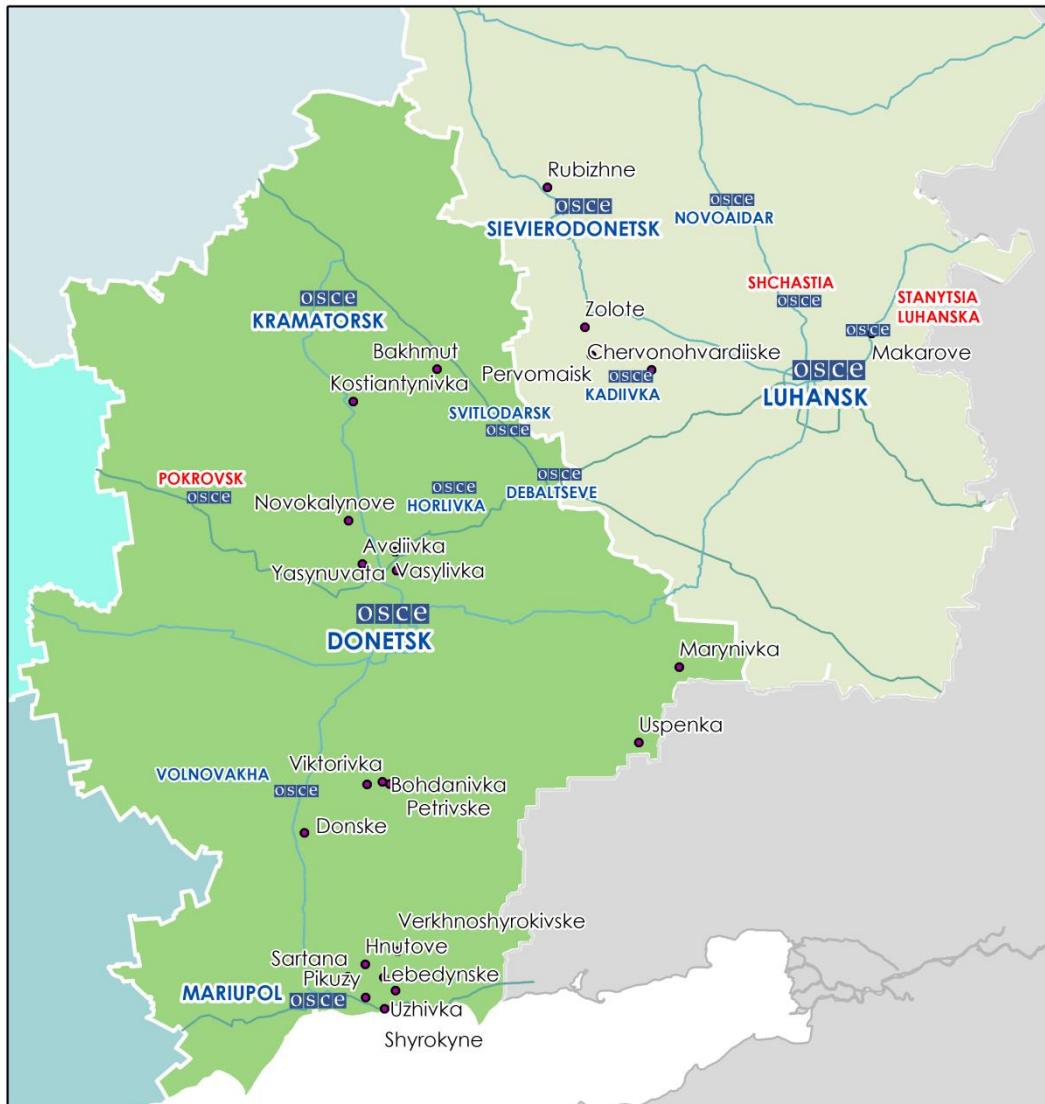 Rubizhne
osce
SIEVIERODONETSK
osce
NOVOAIDAR
SHCHASTIA
osce
STANYTSIA
LUHANSKA
osce
Makarove
osce
KRAMATORSK
Zolote
Chervonohvardiiske
Pervomaisk
osce
KADIIVKA
osce
LUHANSK
Bakhmut
Kostiantynivka
SVITLODARSK
osce
POKROVSK
osce
osce
HORLIVKA
osce
DEBALTSEVE
Novokalynove
Avdiivka
Yasynuvata
Vasylivka
osce
DONETSK
Marynivka
Uspenka
VOLNOVAKHA
osce
Viktorivka
Bohdanivka
Petrivske
Donske
Verkhnoshyrokivske
Hnutove
Sartana
Pikuzy
Lebedynske
MARIUPOL
osce
Uzhivka
Shyrokyne